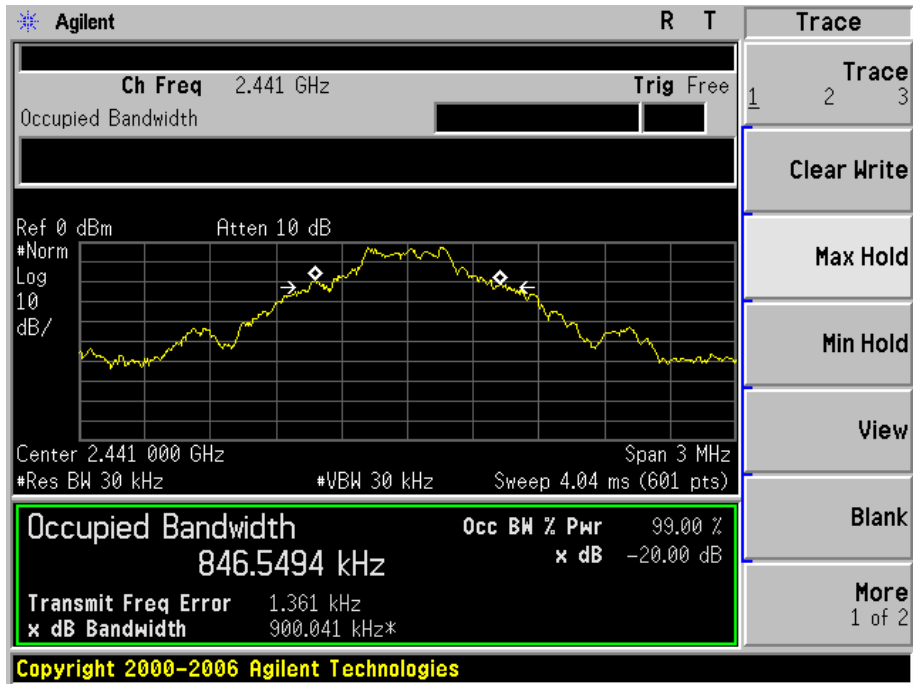 Agilent R T
Ch Freq 2.441 GHz Trig Free
Occupied Bandwidth
Ref 0 dBm Atten 10 dB
#Norm
Log
10
dB/
Center 2.441 000 GHz Span 3 MHz
#Res BW 30 kHz #VBW 30 kHz Sweep 4.04 ms (601 pts)
Occupied Bandwidth Occ BW % Pwr 99.00 %
846.5494 kHz x dB -20.00 dB
Transmit Freq Error 1.361 kHz
x dB Bandwidth 900.041 kHz*
Copyright 2000-2006 Agilent Technologies
Trace
Trace
1 2 3
Clear Write
Max Hold
Min Hold
View
Blank
More
1 of 2